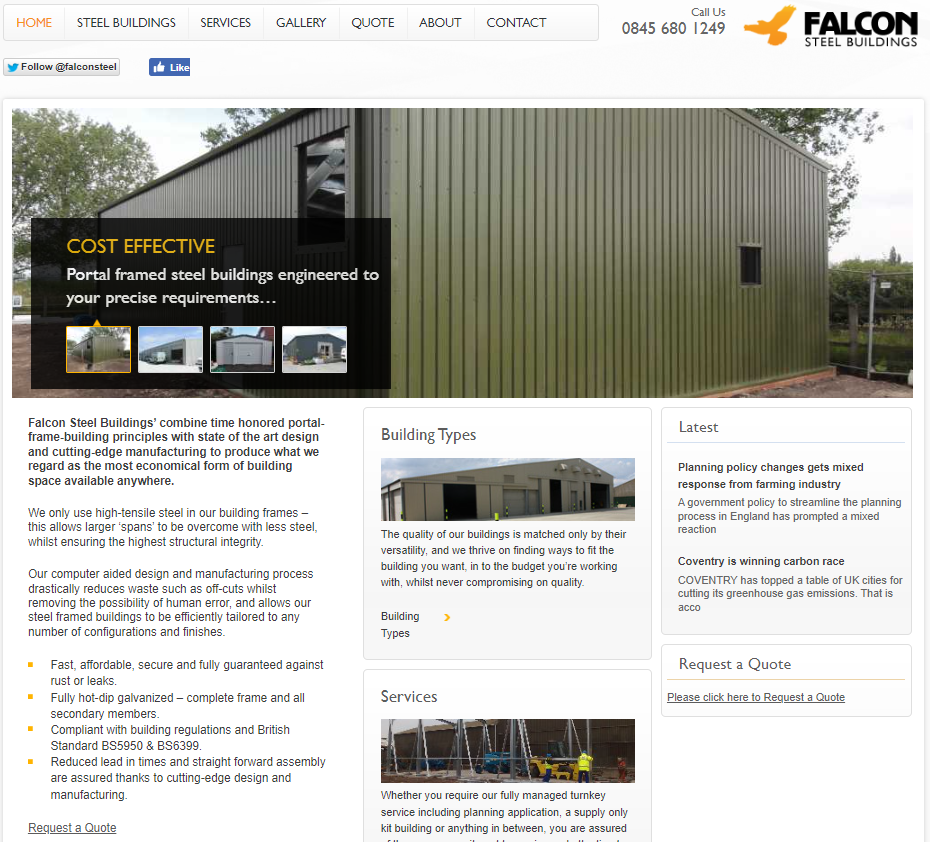 HOME STEEL BUILDINGS SERVICES GALLERY QUOTE ABOUT CONTACT
Call Us
0845 680 1249
FALCON
STEEL BUILDINGS
Follow @falconsteel
Like
COST EFFECTIVE
Portal framed steel buildings engineered to
your precise requirements…
Falcon Steel Buildings’ combine time honored portal-
frame-building principles with state of the art design
and cutting-edge manufacturing to produce what we
regard as the most economical form of building
space available anywhere.
We only use high-tensile steel in our building frames –
this allows larger ‘spans’ to be overcome with less steel,
whilst ensuring the highest structural integrity.
Our computer aided design and manufacturing process
drastically reduces waste such as off-cuts whilst
removing the possibility of human error, and allows our
steel framed buildings to be efficiently tailored to any
number of configurations and finishes.
Fast, affordable, secure and fully guaranteed against
rust or leaks.
Fully hot-dip galvanized – complete frame and all
secondary members.
Compliant with building regulations and British
Standard BS5950 & BS6399.
Reduced lead in times and straight forward assembly
are assured thanks to cutting-edge design and
manufacturing.
Request a Quote
Building Types
The quality of our buildings is matched only by their
versatility, and we thrive on finding ways to fit the
building you want, in to the budget you’re working
with, whilst never compromising on quality.
Building
Types
Services
Whether you require our fully managed turnkey
service including planning application, a supply only
kit building or anything in between, you are assured
Latest
Planning policy changes gets mixed
response from farming industry
A government policy to streamline the planning
process in England has prompted a mixed
reaction
Coventry is winning carbon race
COVENTRY has topped a table of UK cities for
cutting its greenhouse gas emissions. That is
acco
Request a Quote
Please click here to Request a Quote